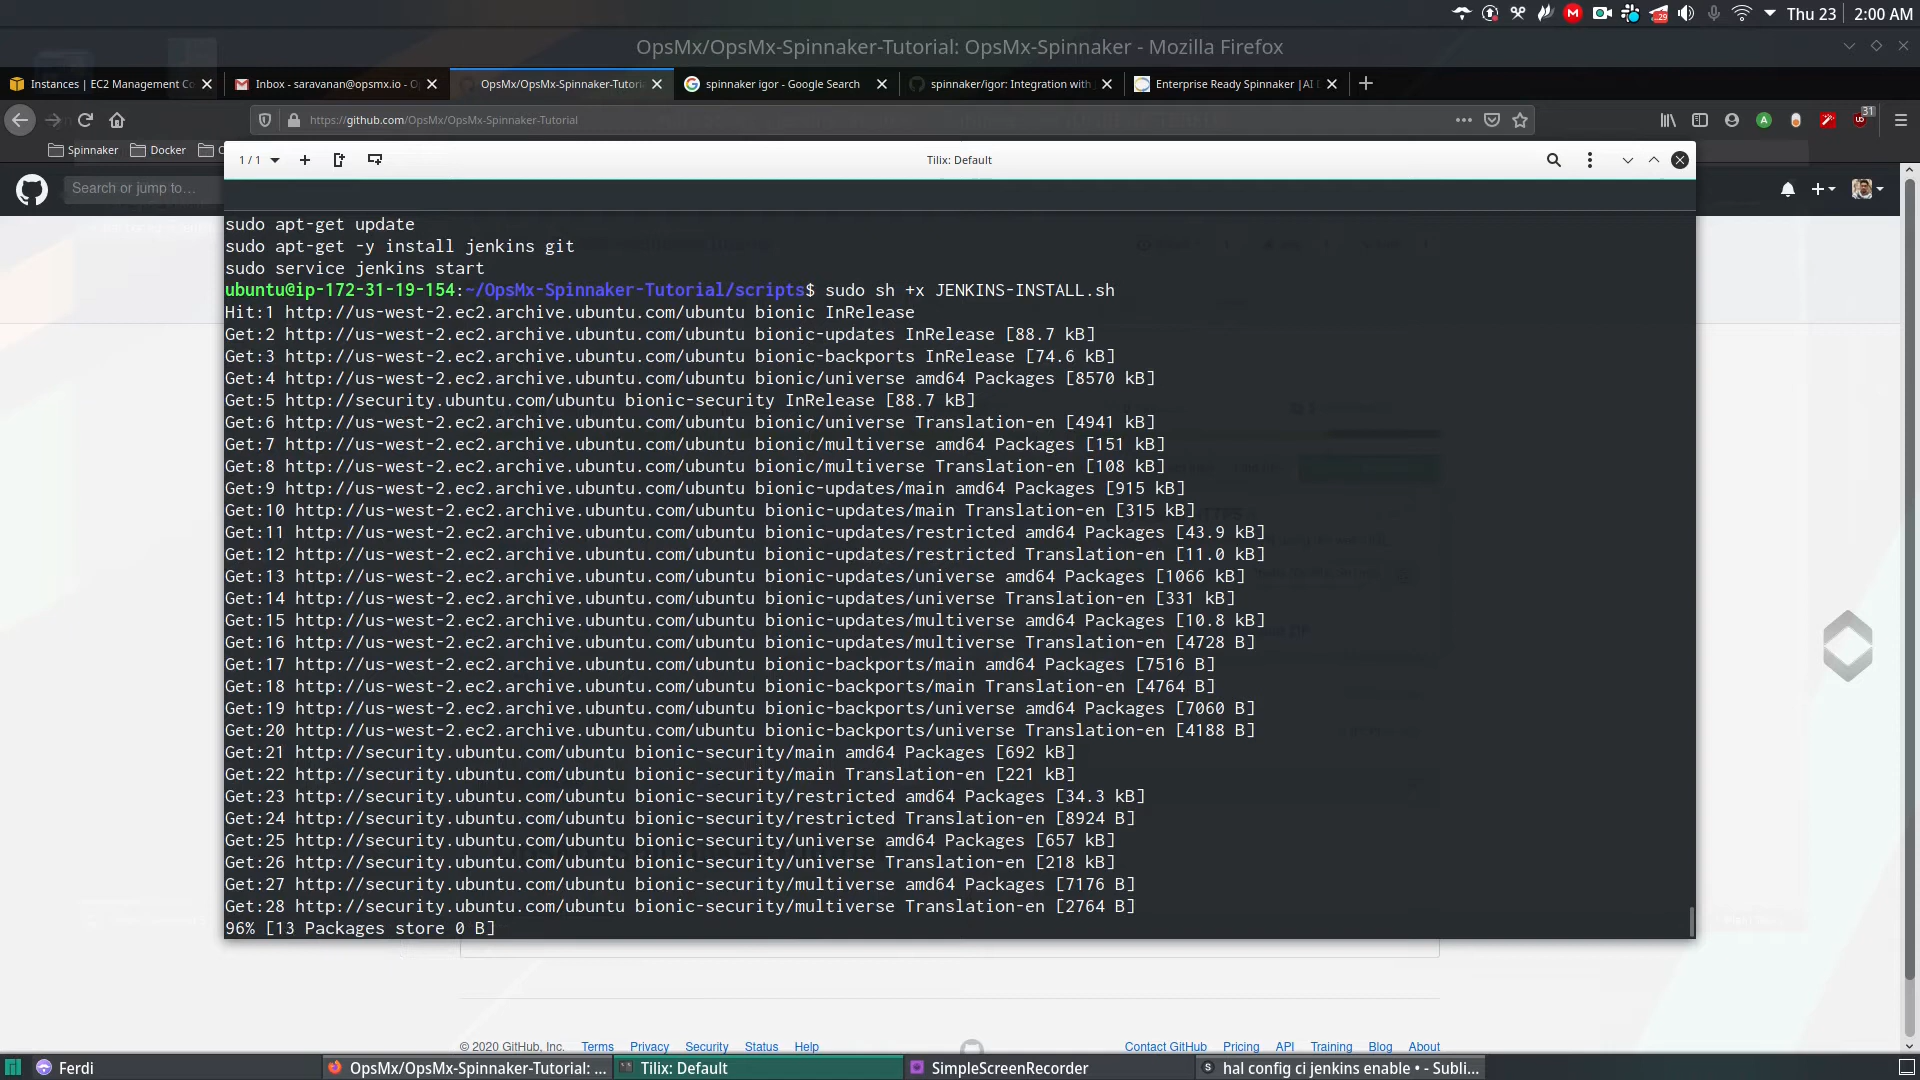 Thu 23 2:00 AM
OpsMx/OpsMx-Spinnaker-Tutorial: OpsMx-Spinnaker - Mozilla Firefox
Instances | EC2 Management Co
Inbox - saravanan@opsmx.io - O
OpsMx/OpsMx-Spinnaker-Tutoria
spinnaker igor - Google Search
spinnaker/igor: Integration with
Enterprise Ready Spinnaker |AI D
https://github.com/OpsMx/OpsMx-Spinnaker-Tutorial
31
Spinnaker
Docker
1 / 1
Tilix: Default
Search or jump to…
sudo apt-get update
sudo apt-get -y install jenkins git
sudo service jenkins start
ubuntu@ip-172-31-19-154:~/OpsMx-Spinnaker-Tutorial/scripts$ sudo sh +x JENKINS-INSTALL.sh
Hit:1 http://us-west-2.ec2.archive.ubuntu.com/ubuntu bionic InRelease
Get:2 http://us-west-2.ec2.archive.ubuntu.com/ubuntu bionic-updates InRelease [88.7 kB]
Get:3 http://us-west-2.ec2.archive.ubuntu.com/ubuntu bionic-backports InRelease [74.6 kB]
Get:4 http://us-west-2.ec2.archive.ubuntu.com/ubuntu bionic/universe amd64 Packages [8570 kB]
Get:5 http://security.ubuntu.com/ubuntu bionic-security InRelease [88.7 kB]
Get:6 http://us-west-2.ec2.archive.ubuntu.com/ubuntu bionic/universe Translation-en [4941 kB]
Get:7 http://us-west-2.ec2.archive.ubuntu.com/ubuntu bionic/multiverse amd64 Packages [151 kB]
Get:8 http://us-west-2.ec2.archive.ubuntu.com/ubuntu bionic/multiverse Translation-en [108 kB]
Get:9 http://us-west-2.ec2.archive.ubuntu.com/ubuntu bionic-updates/main amd64 Packages [915 kB]
Get:10 http://us-west-2.ec2.archive.ubuntu.com/ubuntu bionic-updates/main Translation-en [315 kB]
Get:11 http://us-west-2.ec2.archive.ubuntu.com/ubuntu bionic-updates/restricted amd64 Packages [43.9 kB]
Get:12 http://us-west-2.ec2.archive.ubuntu.com/ubuntu bionic-updates/restricted Translation-en [11.0 kB]
Get:13 http://us-west-2.ec2.archive.ubuntu.com/ubuntu bionic-updates/universe amd64 Packages [1066 kB]
Get:14 http://us-west-2.ec2.archive.ubuntu.com/ubuntu bionic-updates/universe Translation-en [331 kB]
Get:15 http://us-west-2.ec2.archive.ubuntu.com/ubuntu bionic-updates/multiverse amd64 Packages [10.8 kB]
Get:16 http://us-west-2.ec2.archive.ubuntu.com/ubuntu bionic-updates/multiverse Translation-en [4728 B]
Get:17 http://us-west-2.ec2.archive.ubuntu.com/ubuntu bionic-backports/main amd64 Packages [7516 B]
Get:18 http://us-west-2.ec2.archive.ubuntu.com/ubuntu bionic-backports/main Translation-en [4764 B]
Get:19 http://us-west-2.ec2.archive.ubuntu.com/ubuntu bionic-backports/universe amd64 Packages [7060 B]
Get:20 http://us-west-2.ec2.archive.ubuntu.com/ubuntu bionic-backports/universe Translation-en [4188 B]
Get:21 http://security.ubuntu.com/ubuntu bionic-security/main amd64 Packages [692 kB]
Get:22 http://security.ubuntu.com/ubuntu bionic-security/main Translation-en [221 kB]
Get:23 http://security.ubuntu.com/ubuntu bionic-security/restricted amd64 Packages [34.3 kB]
Get:24 http://security.ubuntu.com/ubuntu bionic-security/restricted Translation-en [8924 B]
Get:25 http://security.ubuntu.com/ubuntu bionic-security/universe amd64 Packages [657 kB]
Get:26 http://security.ubuntu.com/ubuntu bionic-security/universe Translation-en [218 kB]
Get:27 http://security.ubuntu.com/ubuntu bionic-security/multiverse amd64 Packages [7176 B]
Get:28 http://security.ubuntu.com/ubuntu bionic-security/multiverse Translation-en [2764 B]
96% [13 Packages store 0 B]
© 2020 GitHub, Inc. Terms Privacy Security Status Help
Contact GitHub Pricing API Training Blog About
Ferdi
OpsMx/OpsMx-Spinnaker-Tutorial: ...
Tilix: Default
SimpleScreenRecorder
hal config ci jenkins enable • - Subli...